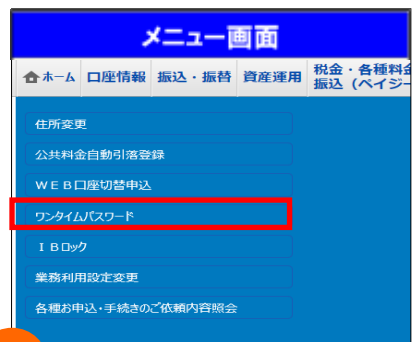 メニュー画面
ホーム 口座情報 振込・振替 資産運用 税金・各種料金
振込（ペイジー
住所変更
公共料金自動引落登録
ＷＥＢ口座切替申込
ワンタイムパスワード
ＩＢロック
業務利用設定変更
各種お申込・手続きのご依頼内容照会